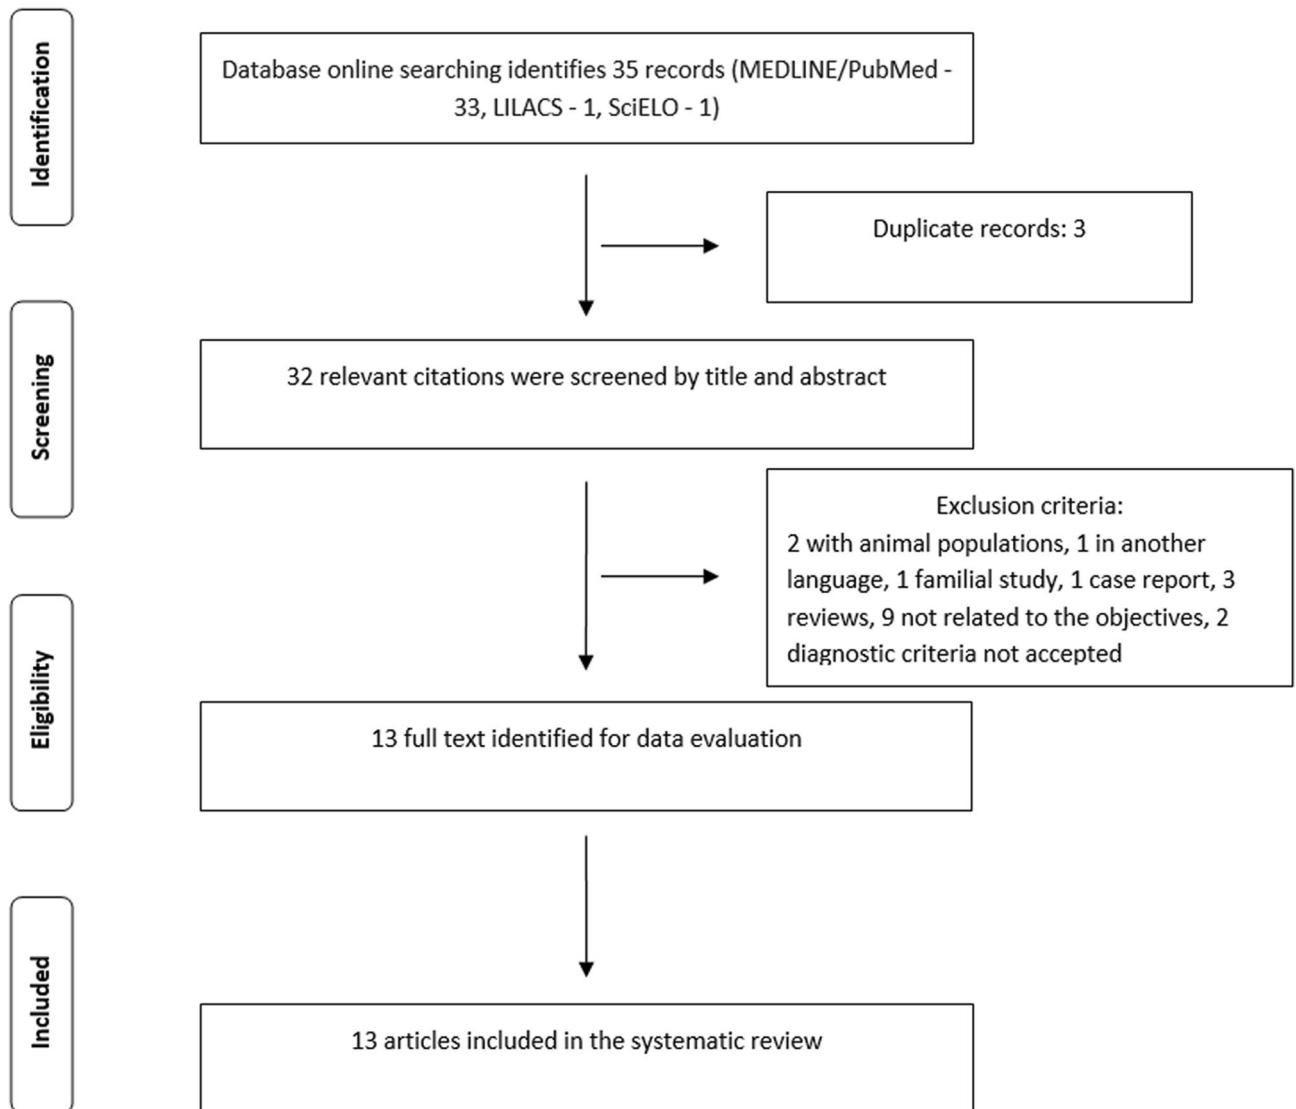 Identification
Database online searching identifies 35 records (MEDLINE/PubMed -
33, LILACS - 1, SciELO - 1)
Duplicate records: 3
Screening
32 relevant citations were screened by title and abstract
Exclusion criteria:
2 with animal populations, 1 in another
language, 1 familial study, 1 case report, 3
reviews, 9 not related to the objectives, 2
diagnostic criteria not accepted
Eligibility
13 full text identified for data evaluation
Included
13 articles included in the systematic review